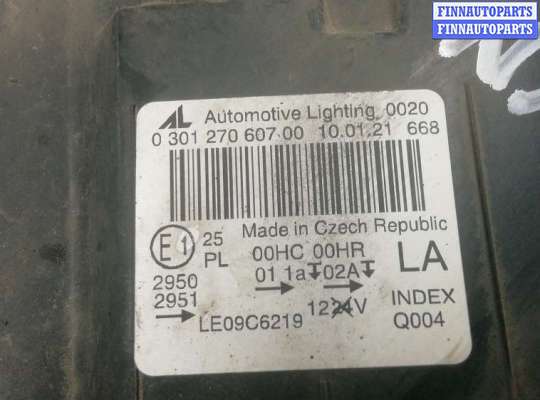 FINNAUTOPARTS
FINNAUTOPARTS
AL Automotive Lighting 0020
0 301 270 607.00 10.01.21 668
Made in Czech Republic
E1 25 PL 00HC 00HR LA
01 1a 02A
2950
2951
LE09C6219 1224V INDEX
Q004